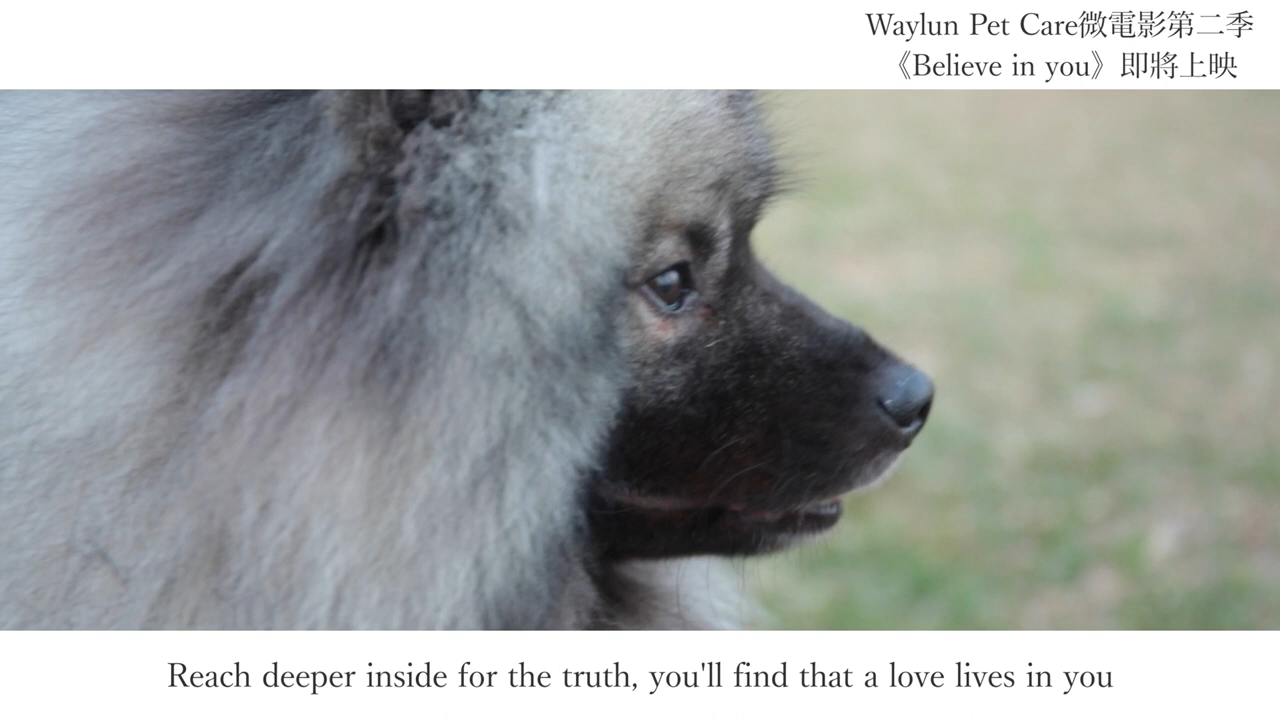 Waylun Pet Care微電影第二季
《Believe in you》即將上映
Reach deeper inside for the truth, you'll find that a love lives in you